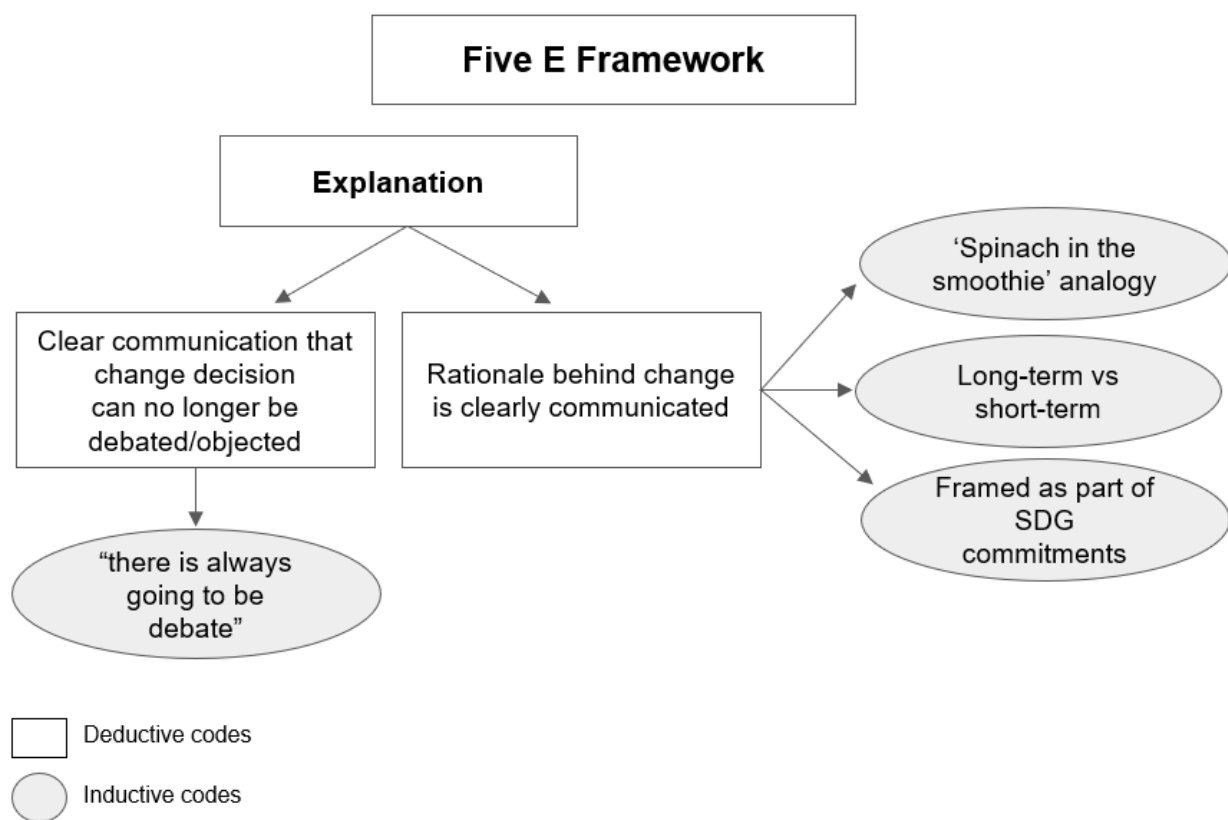 Five E Framework
Explanation
Clear communication that
change decision
can no longer be
debated/objected
Rationale behind change
is clearly communicated
‘Spinach in the
smoothie’ analogy
Long-term vs
short-term
Framed as part of
SDG
commitments
“there is always
going to be
debate”
Deductive codes
Inductive codes